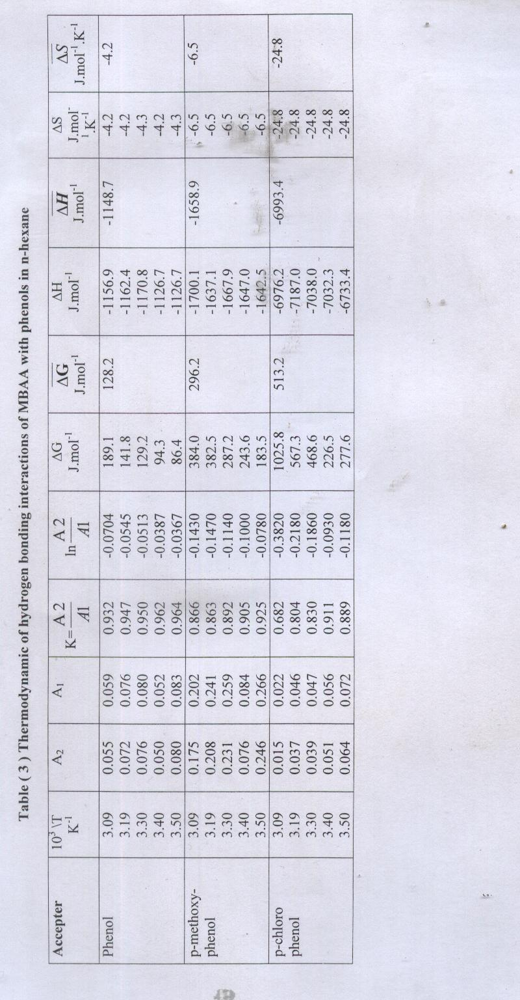 Table ( 3 ) Thermodynamic of hydrogen bonding interactions of MBAA with phenols in n-hexane
Accepter 10³ \T K⁻¹ A₂ A₁ K= A 2 / A1 ln A 2 / A1 ΔG J.mol⁻¹ ΔG J.mol⁻¹ ΔH J.mol⁻¹ ΔH J.mol⁻¹ ΔS J.mol⁻¹.K⁻¹ ΔS J.mol⁻¹.K⁻¹
Phenol 3.09 0.055 0.059 0.932 -0.0704 189.1 128.2 -1156.9 -1148.7 -4.2 -4.2
3.19 0.072 0.076 0.947 -0.0545 141.8 -1162.4 -4.2
3.30 0.076 0.080 0.950 -0.0513 129.2 -1170.8 -4.3
3.40 0.050 0.052 0.962 -0.0387 94.3 -1126.7 -4.2
3.50 0.080 0.083 0.964 -0.0367 86.4 -1126.7 -4.3
p-methoxy- 3.09 0.175 0.202 0.866 -0.1430 384.0 296.2 -1700.1 -1658.9 -6.5 -6.5
phenol 3.19 0.208 0.241 0.863 -0.1470 382.5 -1637.1 -6.5
3.30 0.231 0.259 0.892 -0.1140 287.2 -1667.9 -6.5
3.40 0.076 0.084 0.905 -0.1000 243.6 -1647.0 -6.5
3.50 0.246 0.266 0.925 -0.0780 183.5 -1642.5 -6.5
p-chloro 3.09 0.015 0.022 0.682 -0.3820 1025.8 513.2 -6976.2 -6993.4 -24.8 -24.8
phenol 3.19 0.037 0.046 0.804 -0.2180 567.3 -7187.0 -24.8
3.30 0.039 0.047 0.830 -0.1860 468.6 -7038.0 -24.8
3.40 0.051 0.056 0.911 -0.0930 226.5 -7032.3 -24.8
3.50 0.064 0.072 0.889 -0.1180 277.6 -6733.4 -24.8